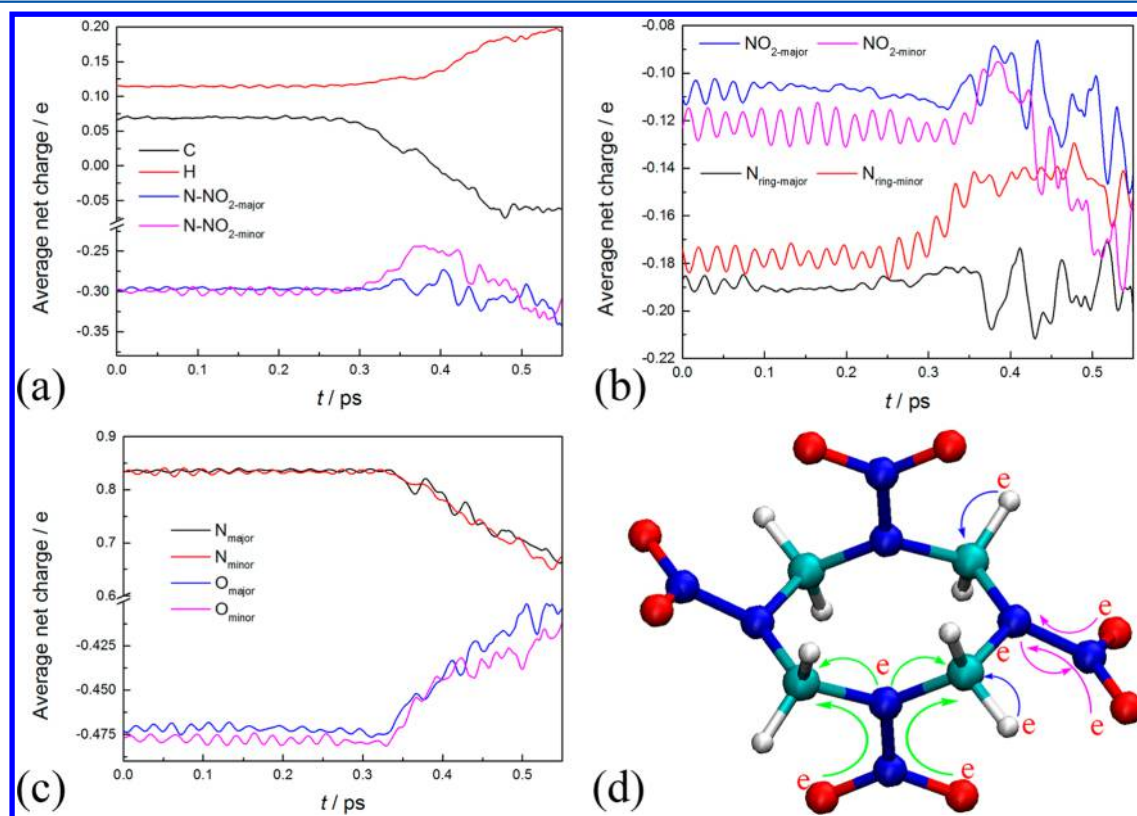 0.20
0.15
0.10
0.05
0.00
-0.05
-0.25
-0.30
-0.35
Average net charge / e
C
H
N-NO2-major
N-NO2-minor
0.0 0.1 0.2 0.3 0.4 0.5
t / ps
(a)
-0.08
-0.10
-0.12
-0.14
-0.16
-0.18
-0.20
-0.22
Average net charge / e
NO2-major NO2-minor
Nring-major Nring-minor
0.0 0.1 0.2 0.3 0.4 0.5
t / ps
(b)
0.9
0.8
0.7
0.6
-0.425
-0.450
-0.475
Average net charge / e
Nmajor
Nminor
Omajor
Ominor
0.0 0.1 0.2 0.3 0.4 0.5
t / ps
(c)
e
e
e
e
e
e
e
e
(d)